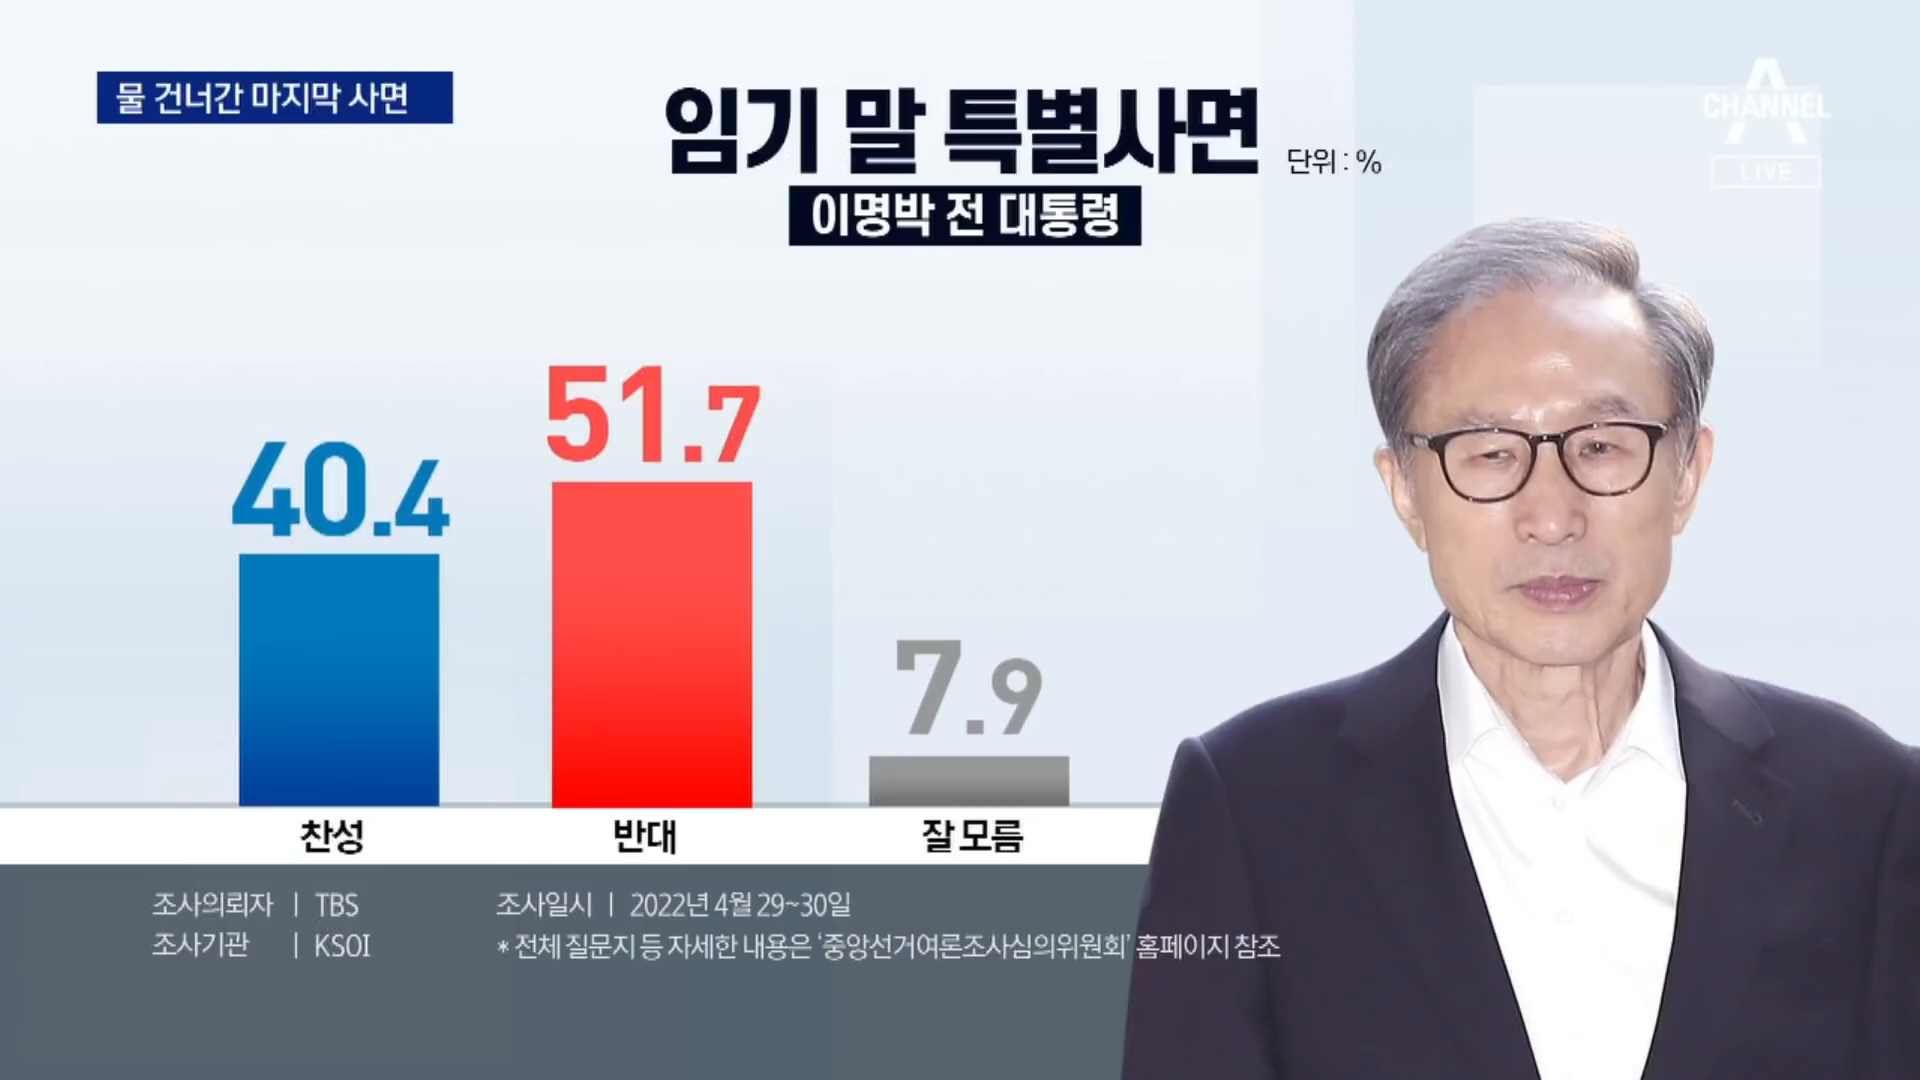 물 건너간 마지막 사면
임기 말 특별사면
단위 : %
이명박 전 대통령
CHANNEL A
LIVE
40.4
51.7
7.9
찬성
반대
잘 모름
조사의뢰자 | TBS
조사일시 | 2022년 4월 29~30일
조사기관 | KSOI
* 전체 질문지 등 자세한 내용은 '중앙선거여론조사심의위원회' 홈페이지 참조